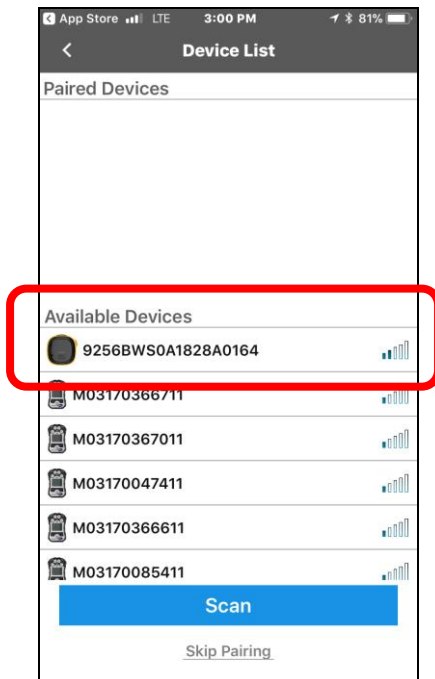 App Store LTE 3:00 PM 81%
Device List
Paired Devices
Available Devices
9256BWS0A1828A0164
M03170366711
M03170367011
M03170047411
M03170366611
M03170085411
Scan
Skip Pairing